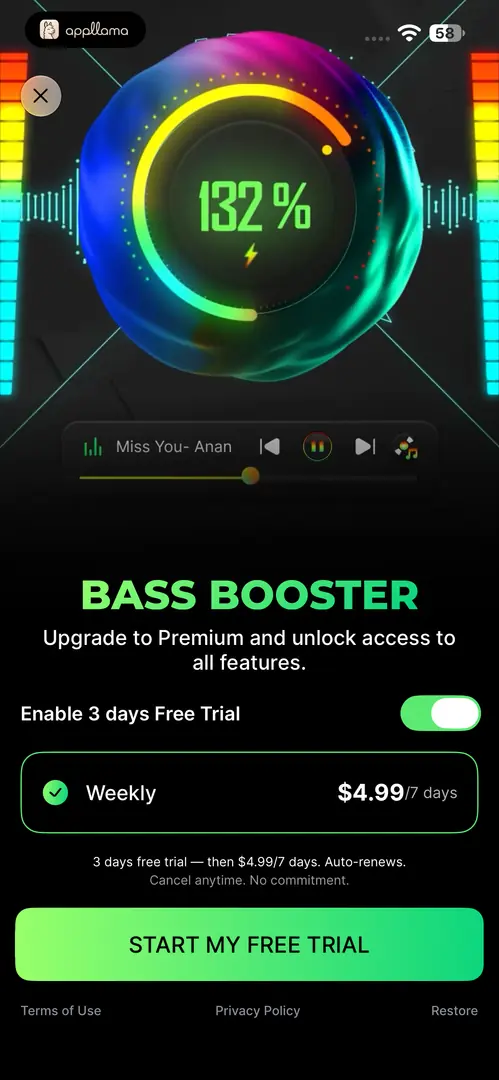 appllama
58
132 %
Miss You- Anan
BASS BOOSTER
Upgrade to Premium and unlock access to
all features.
Enable 3 days Free Trial
Weekly
$4.99/7 days
3 days free trial — then $4.99/7 days. Auto-renews.
Cancel anytime. No commitment.
START MY FREE TRIAL
Terms of Use
Privacy Policy
Restore